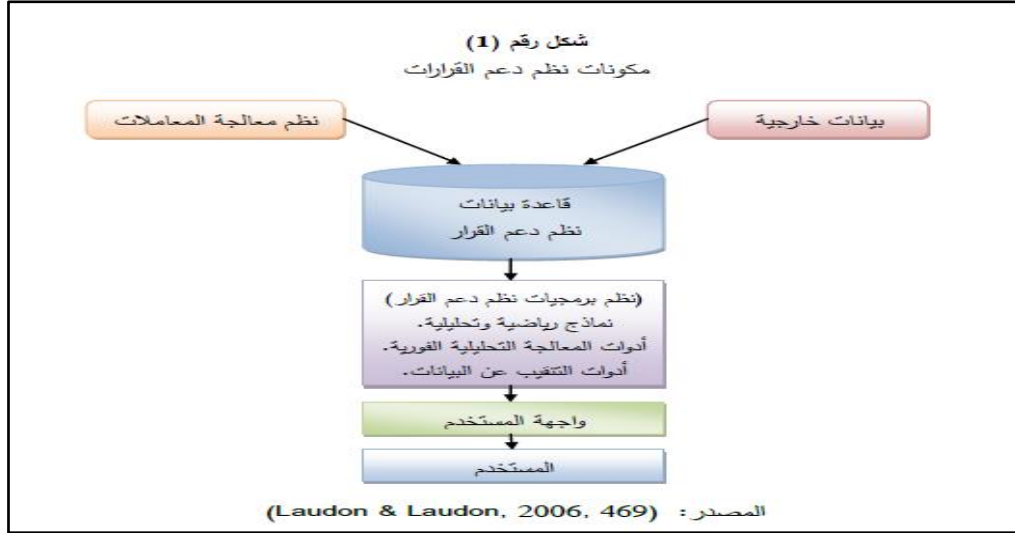 شكل رقم (1)
مكونات نظم دعم القرارات
بيانات خارجية
نظم معالجة المعاملات
قاعدة بيانات
نظم دعم القرار
(نظم برمجيات نظم دعم القرار)
نماذج رياضية وتحليلية.
أدوات المعالجة التحليلية الفورية.
أدوات التنقيب عن البيانات.
واجهة المستخدم
المستخدم
المصدر: (Laudon & Laudon, 2006, 469)